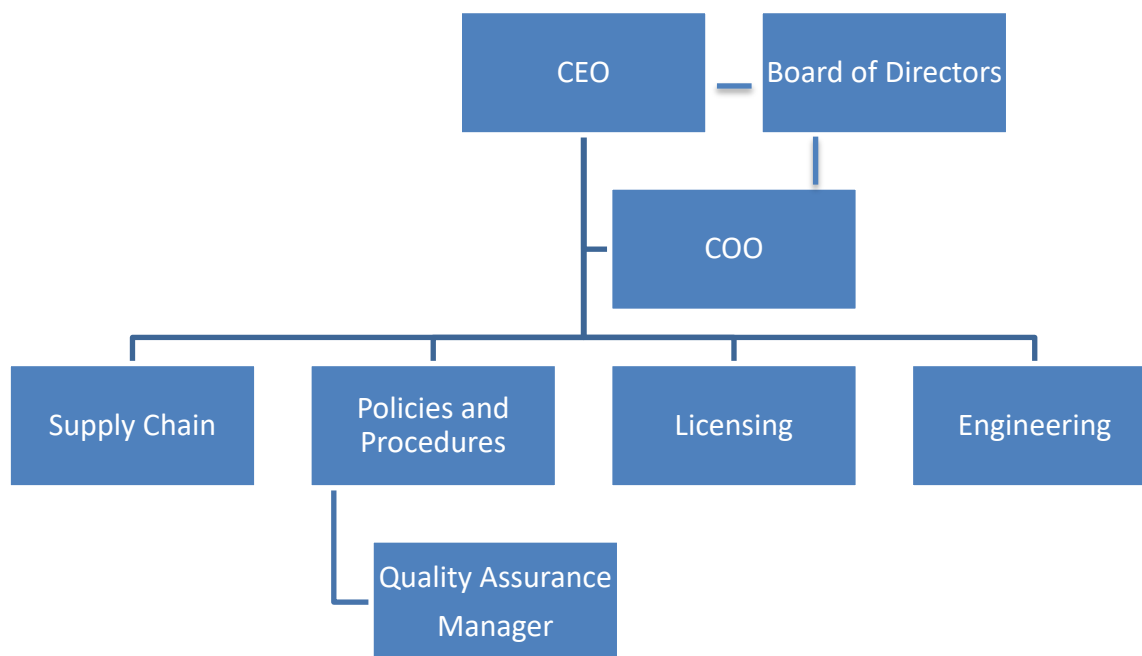 CEO
Board of Directors
COO
Supply Chain
Policies and
Procedures
Licensing
Engineering
Quality Assurance
Manager